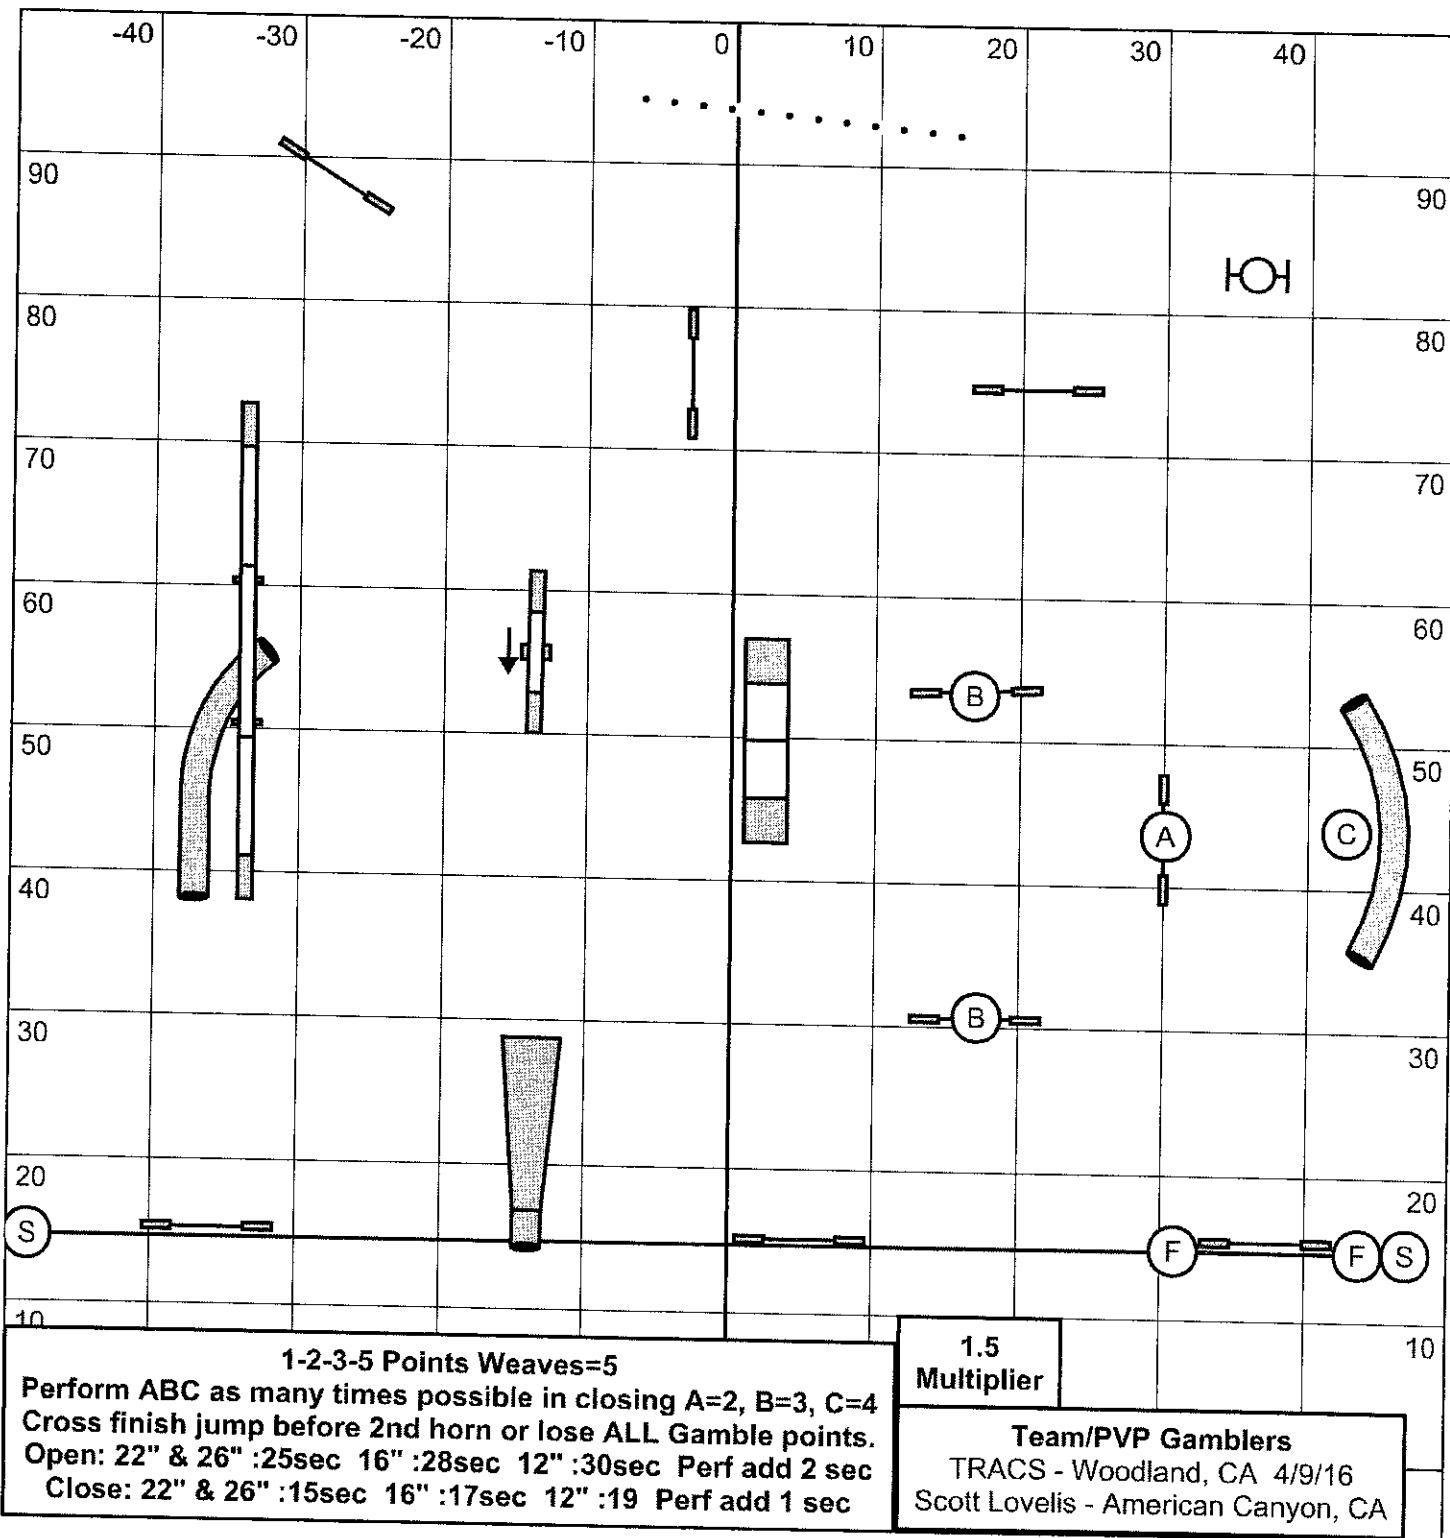 -40 -30 -20 -10 0 10 20 30 40
90 90
80 80
70 70
60 60
B
50 50
A C
40 40
B
30 30
20 20
S F F S
10 10
1-2-3-5 Points Weaves=5
Perform ABC as many times possible in closing A=2, B=3, C=4
Cross finish jump before 2nd horn or lose ALL Gamble points.
Open: 22" & 26" :25sec 16" :28sec 12" :30sec Perf add 2 sec
Close: 22" & 26" :15sec 16" :17sec 12" :19 Perf add 1 sec
1.5
Multiplier
Team/PVP Gamblers
TRACS - Woodland, CA 4/9/16
Scott Lovelis - American Canyon, CA